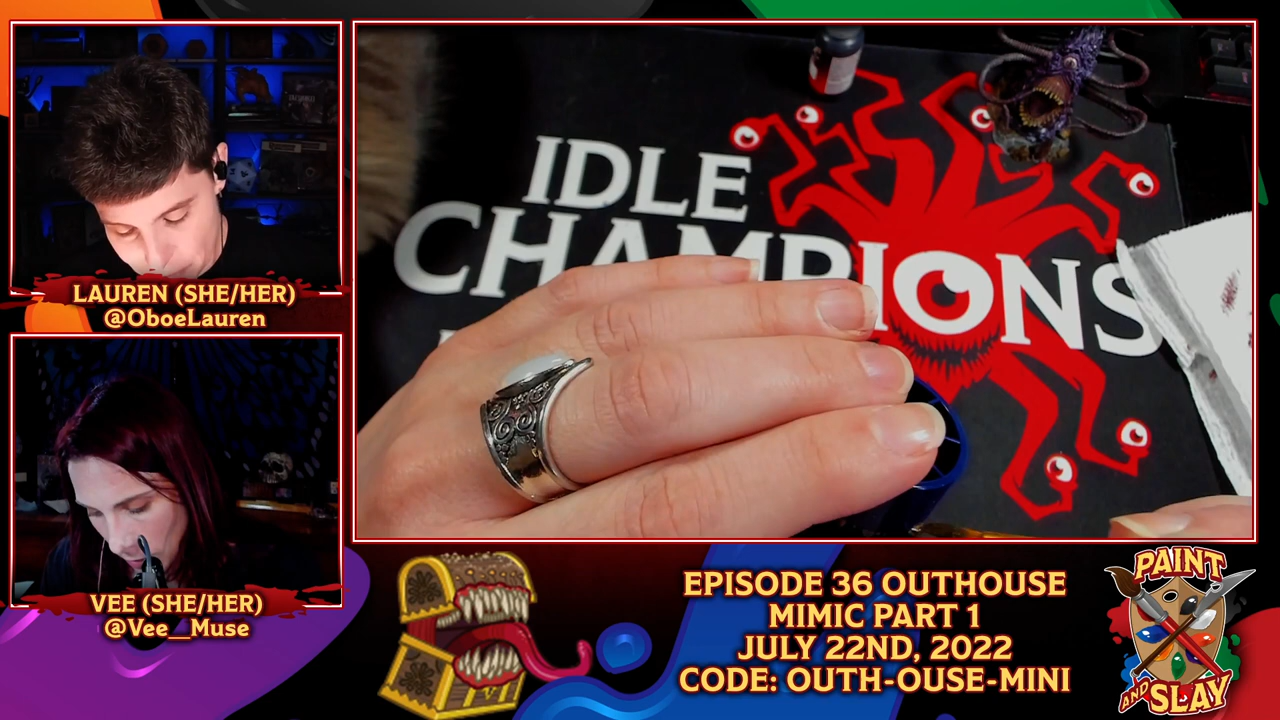 LAUREN (SHE/HER)
@OboeLauren
VEE (SHE/HER)
@Vee__Muse
IDLE
CHAMPIONS
EPISODE 36 OUTHOUSE
MIMIC PART 1
JULY 22ND, 2022
CODE: OUTH-OUSE-MINI
PAINT
AND SLAY